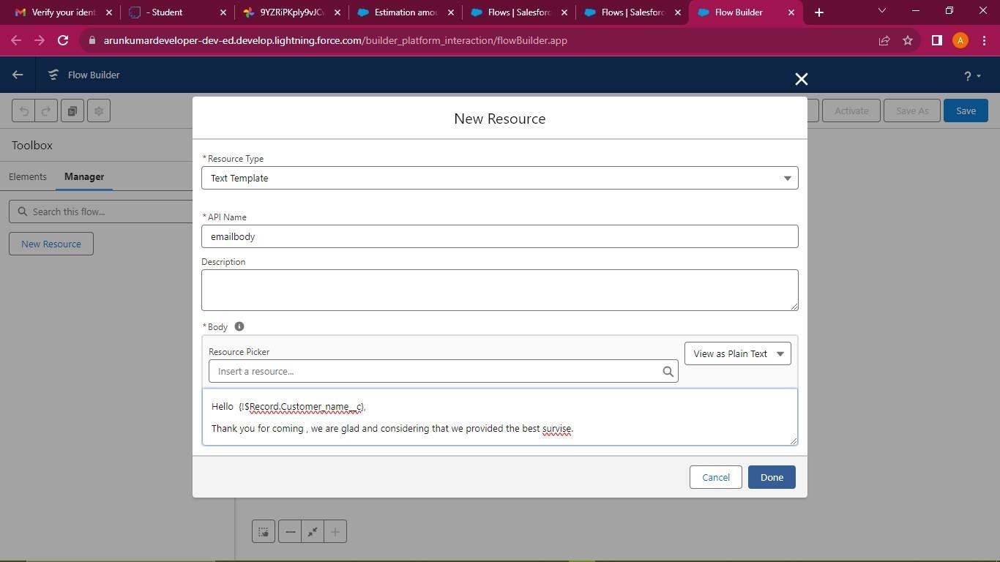 Verify your ident
- Student
9YZRiPKply9vJCv
Estimation amou
Flows | Salesforc
Flows | Salesforc
Flow Builder
arunkumardeveloper-dev-ed.develop.lightning.force.com/builder_platform_interaction/flowBuilder.app
A
Flow Builder
?
New Resource
Activate
Save As
Save
Toolbox
Elements
Manager
Search this flow...
New Resource
* Resource Type
Text Template
* API Name
emailbody
Description
* Body
Resource Picker
Insert a resource...
View as Plain Text
Hello {!$Record.Customer_name__c},
Thank you for coming , we are glad and considering that we provided the best survise.
Cancel
Done